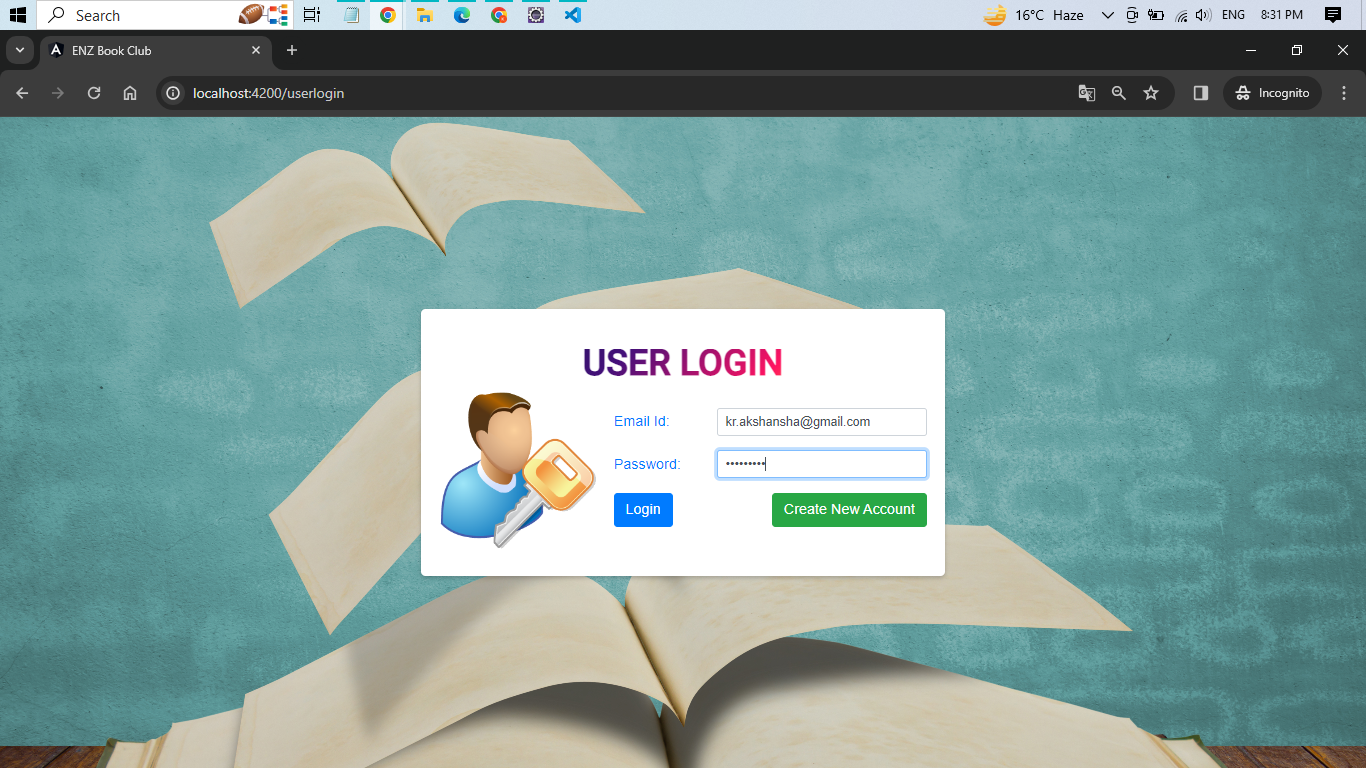 Search
16°C Haze
ENG
8:31 PM
ENZ Book Club
localhost:4200/userlogin
Incognito
USER LOGIN
Email Id:
kr.akshansha@gmail.com
Password:
•••••••••
Login
Create New Account